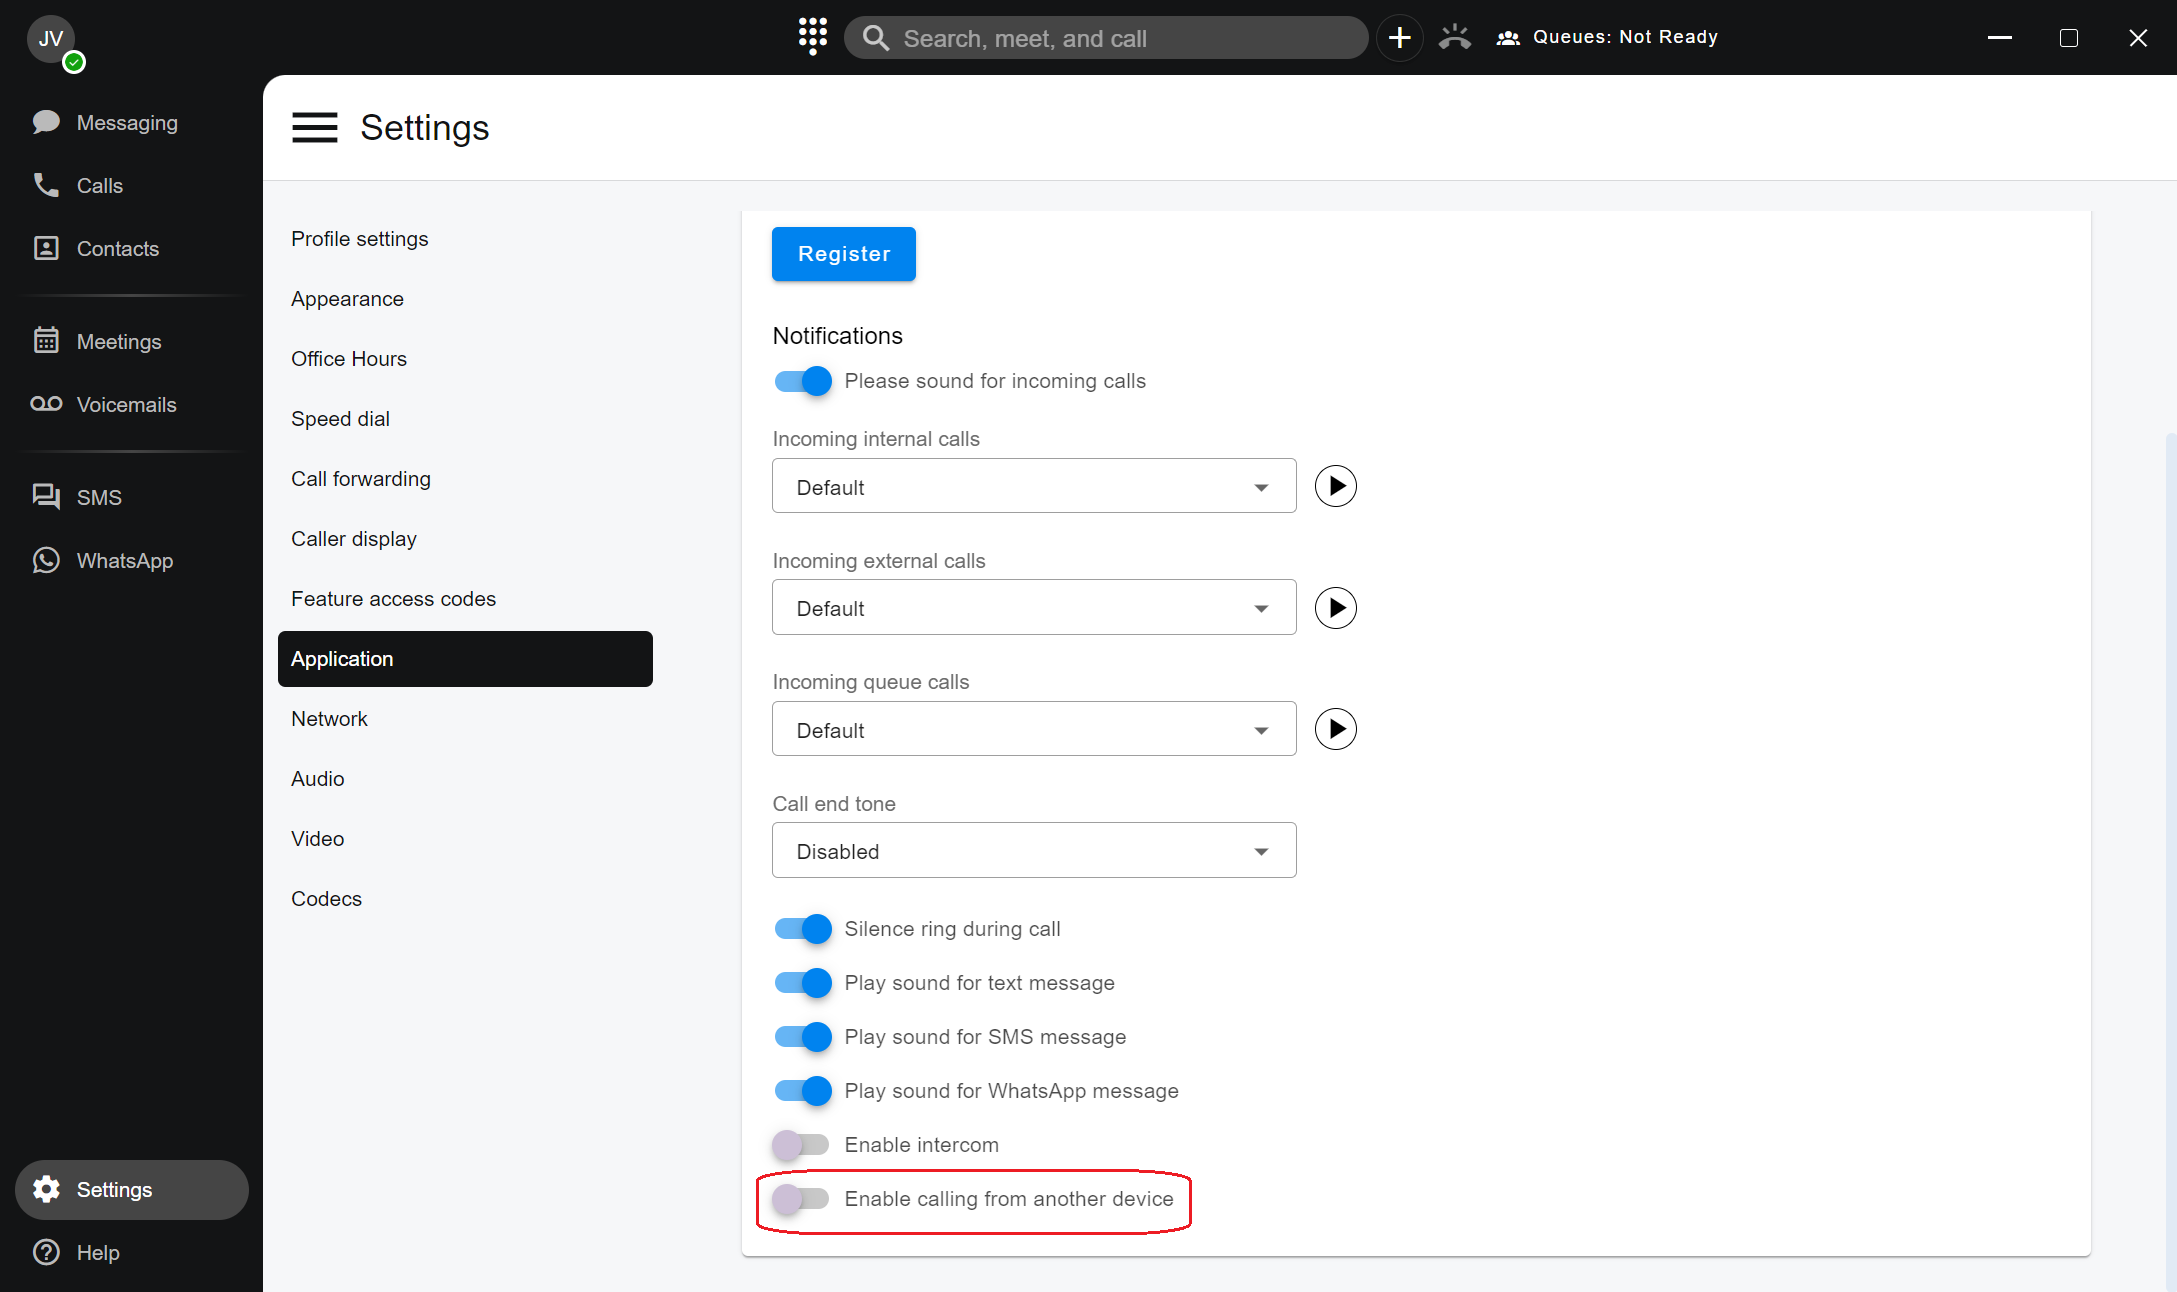 JV
Search, meet, and call
Queues: Not Ready
Messaging
Calls
Contacts
Meetings
Voicemails
SMS
WhatsApp
Settings
Help
Settings
Profile settings
Appearance
Office Hours
Speed dial
Call forwarding
Caller display
Feature access codes
Application
Network
Audio
Video
Codecs
Register
Notifications
Please sound for incoming calls
Incoming internal calls
Default
Incoming external calls
Default
Incoming queue calls
Default
Call end tone
Disabled
Silence ring during call
Play sound for text message
Play sound for SMS message
Play sound for WhatsApp message
Enable intercom
Enable calling from another device